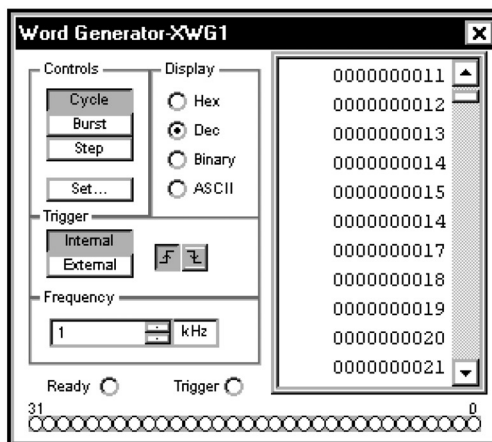 Word Generator-XWG1
Controls
Cycle
Burst
Step
Set...
Display
Hex
Dec
Binary
ASCII
Trigger
Internal
External
Frequency
1 kHz
Ready Trigger
31 0
0000000011
0000000012
0000000013
0000000014
0000000015
0000000014
0000000017
0000000018
0000000019
0000000020
0000000021